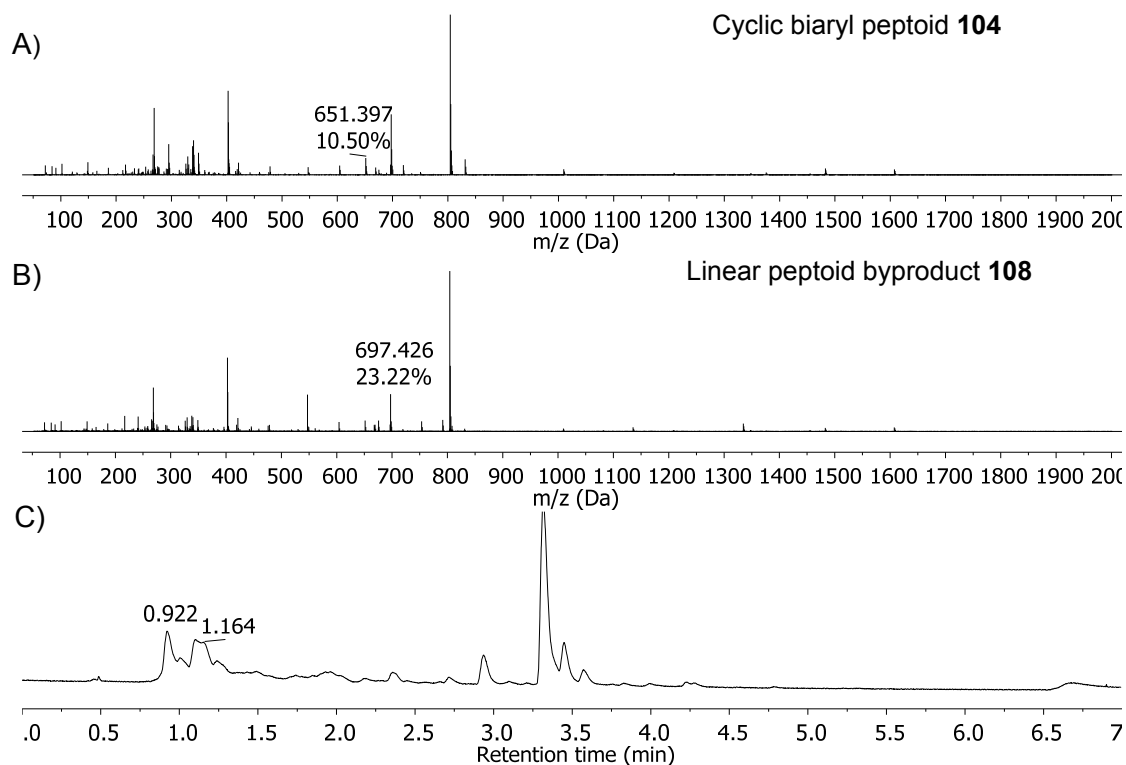 A)
Cyclic biaryl peptoid 104
651.397
10.50%
100 200 300 400 500 600 700 800 900 1000 1100 1200 1300 1400 1500 1600 1700 1800 1900 202
m/z (Da)
B)
Linear peptoid byproduct 108
697.426
23.22%
100 200 300 400 500 600 700 800 900 1000 1100 1200 1300 1400 1500 1600 1700 1800 1900 200
m/z (Da)
C)
0.922
1.164
.0 0.5 1.0 1.5 2.0 2.5 3.0 3.5 4.0 4.5 5.0 5.5 6.0 6.5 7
Retention time (min)